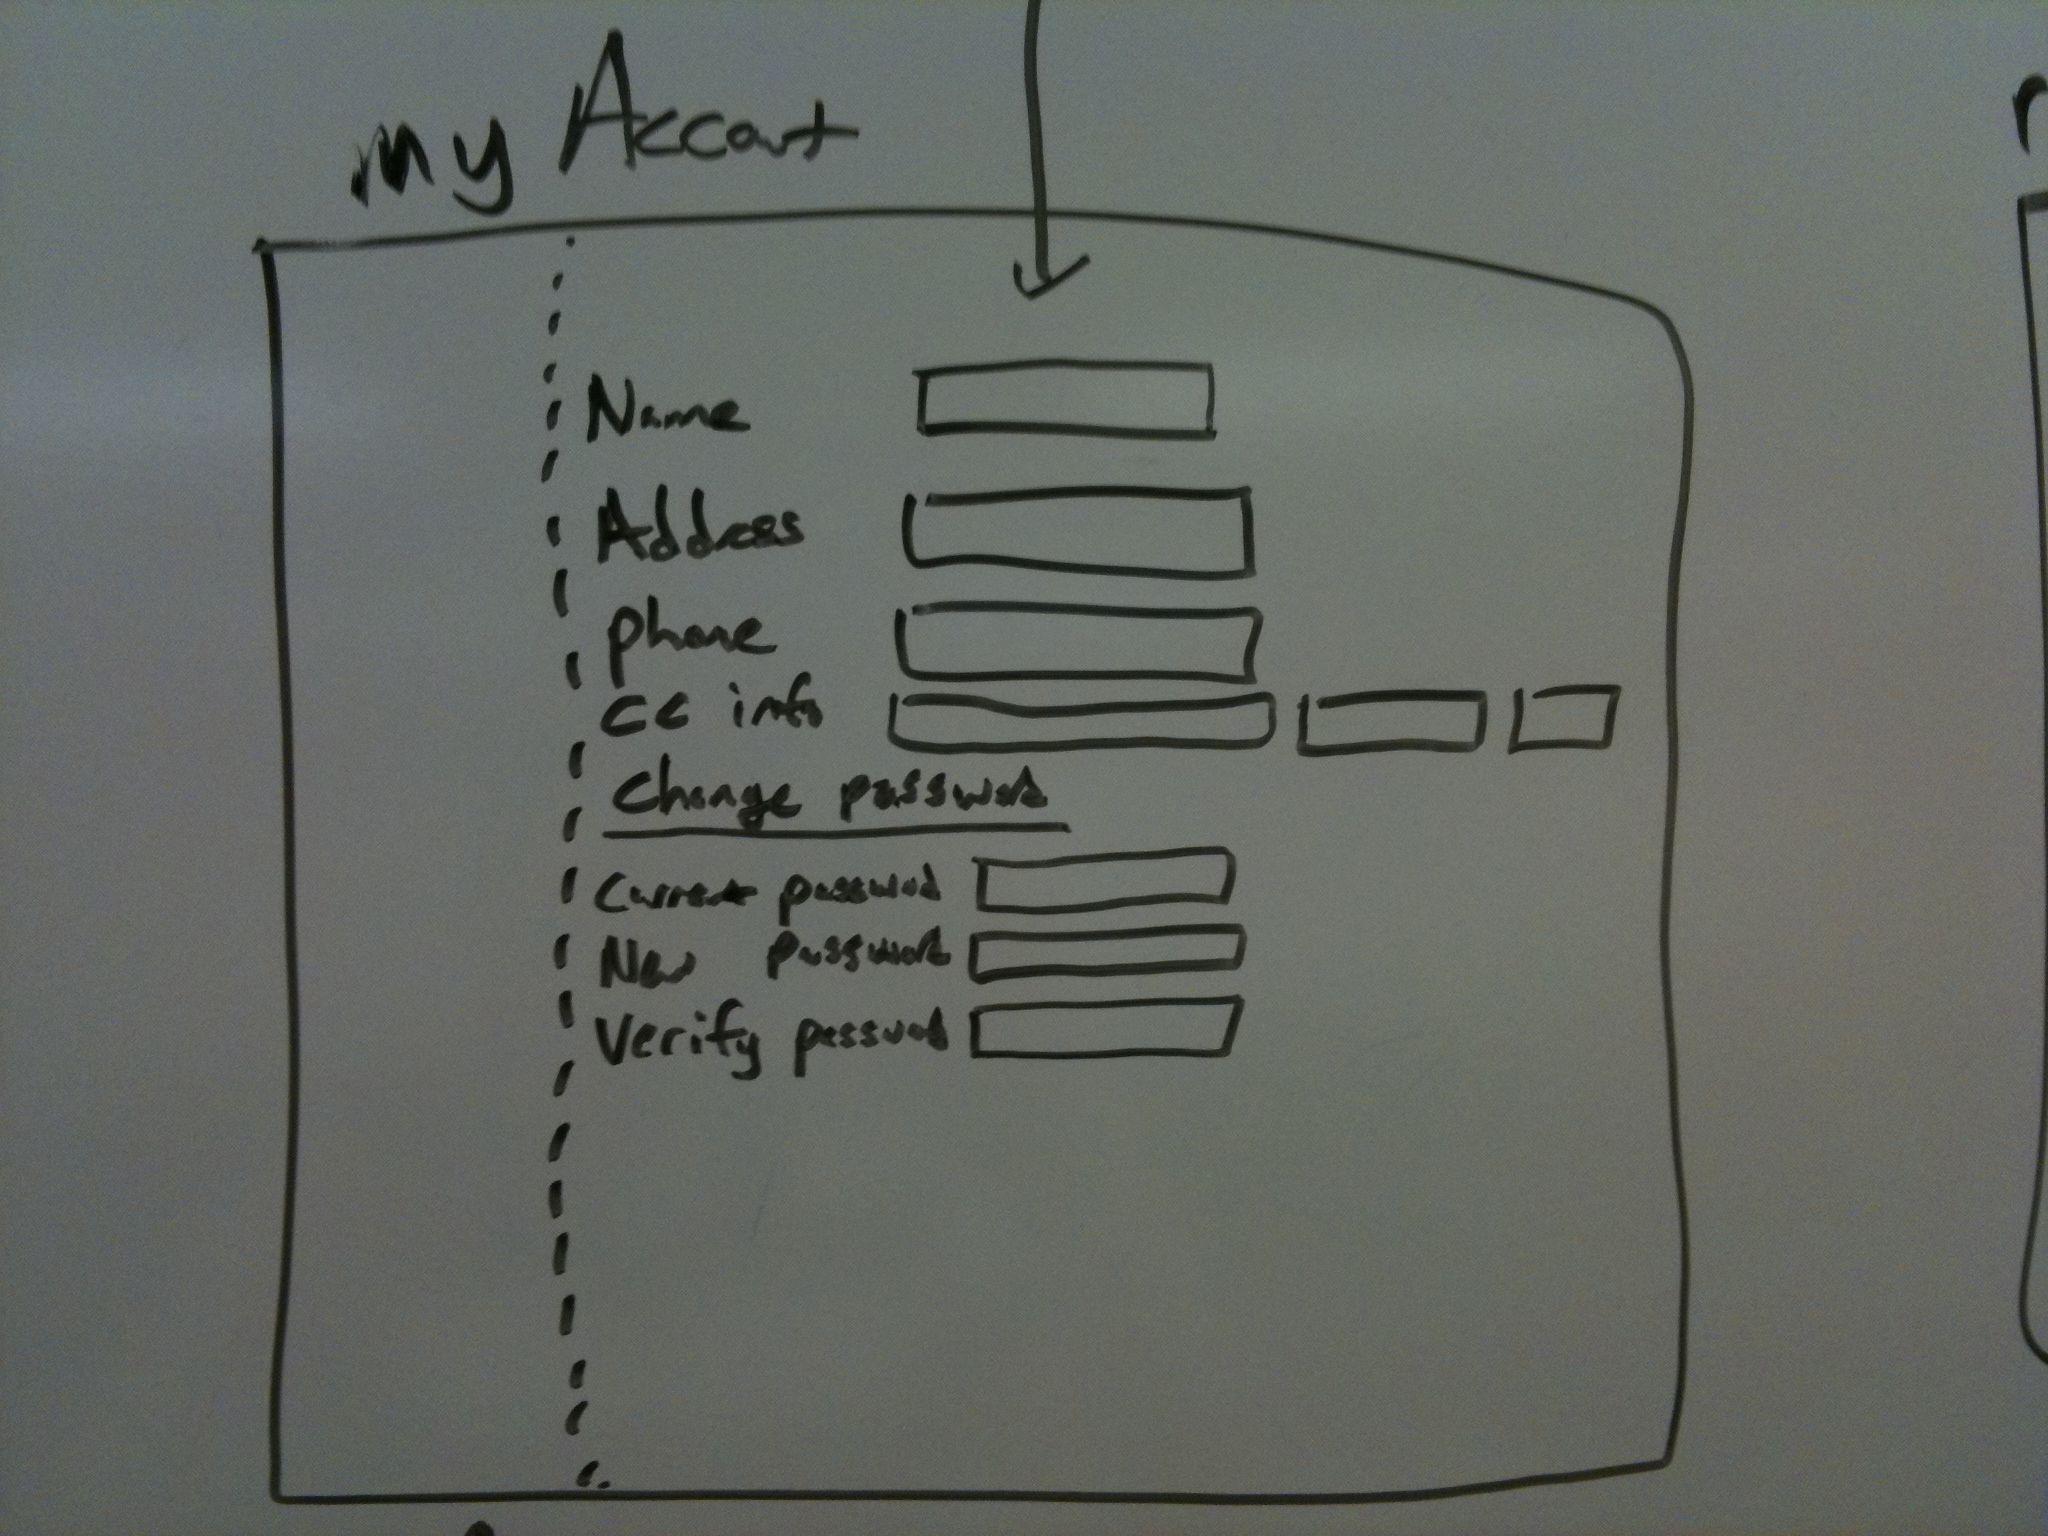 my Account
Name
Address
phone
CC info
Change password
Current password
New password
Verify password